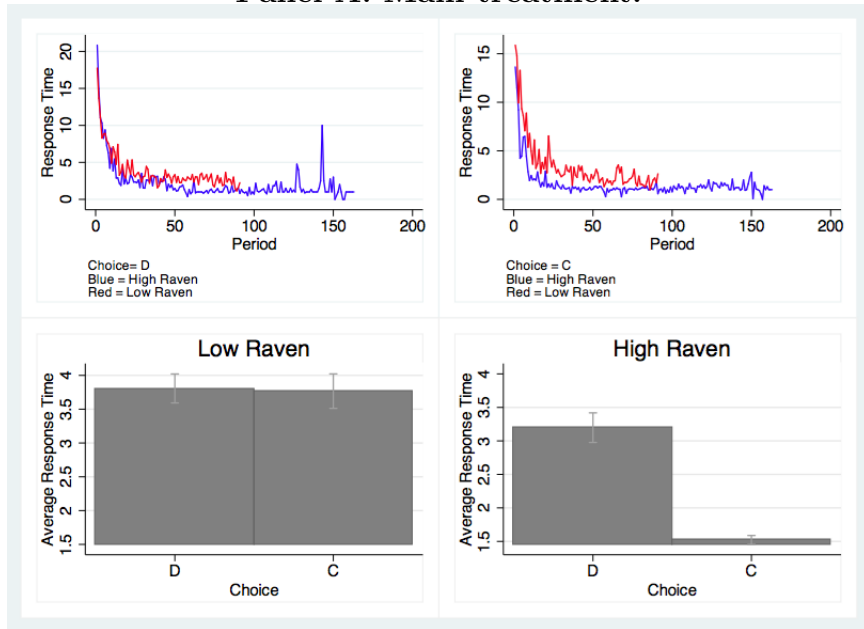 Panel A: Main treatment.
Response Time
20
15
10
5
0
0 50 100 150 200
Period
Choice= D
Blue = High Raven
Red = Low Raven
Response Time
15
10
5
0
0 50 100 150 200
Period
Choice = C
Blue = High Raven
Red = Low Raven
Low Raven
Average Response Time
4
3.5
3
2.5
2
1.5
D C
Choice
High Raven
Average Response Time
4
3.5
3
2.5
2
1.5
D C
Choice